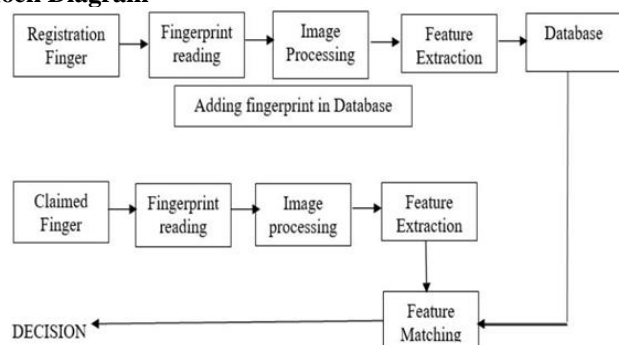 Diagram
Registration
Finger
Fingerprint
reading
Image
Processing
Feature
Extraction
Database
Adding fingerprint in Database
Claimed
Finger
Fingerprint
reading
Image
processing
Feature
Extraction
Feature
Matching
DECISION